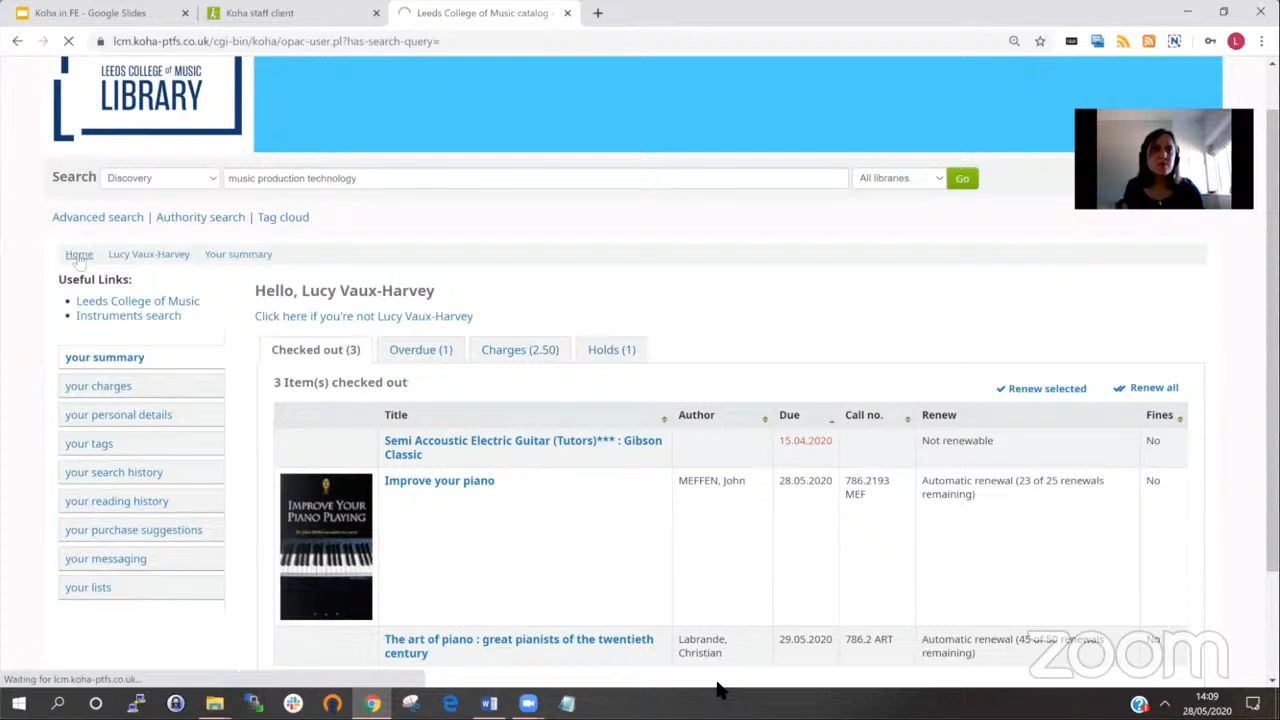 Koha in FE - Google Slides
Koha staff client
Leeds College of Music catalog
lcm.koha-ptfs.co.uk/cgi-bin/koha/opac-user.pl?has-search-query=
LEEDS COLLEGE of MUSIC
LIBRARY
Search Discovery music production technology All libraries Go
Advanced search | Authority search | Tag cloud
Home Lucy Vaux-Harvey Your summary
Useful Links:
• Leeds College of Music
• Instruments search
your summary
your charges
your personal details
your tags
your search history
your reading history
your purchase suggestions
your messaging
your lists
Hello, Lucy Vaux-Harvey
Click here if you're not Lucy Vaux-Harvey
Checked out (3) Overdue (1) Charges (2.50) Holds (1)
3 Item(s) checked out
Renew selected Renew all
Title Author Due Call no. Renew Fines
Semi Accoustic Electric Guitar (Tutors)*** : Gibson 15.04.2020 Not renewable No
Classic
IMPROVE YOUR
PIANO PLAYING
Improve your piano MEFFEN, John 28.05.2020 786.2193 Automatic renewal (23 of 25 renewals No
MEF remaining)
The art of piano : great pianists of the twentieth Labrande, 29.05.2020 786.2 ART Automatic renewal (45 of 50 renewals No
century Christian remaining)
zoom
Waiting for lcm.koha-ptfs.co.uk...
14:09
28/05/2020